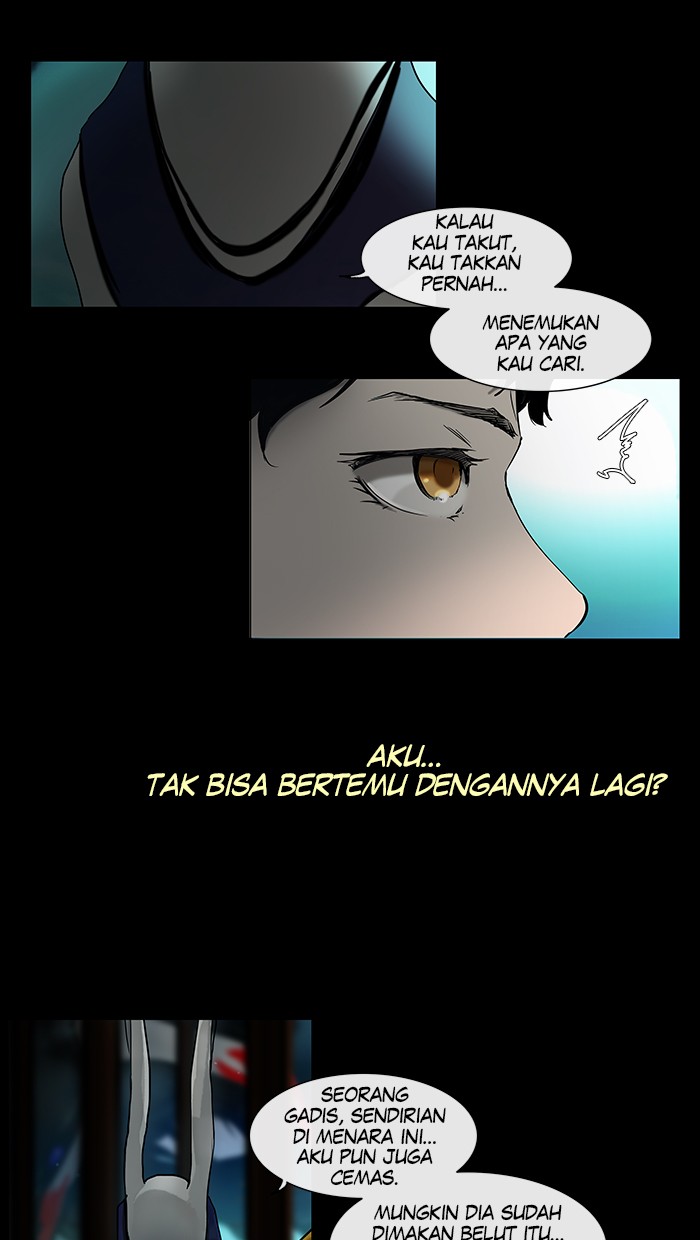 KALAU
KAU TAKUT,
KAU TAKKAN
PERNAH...
MENEMUKAN
APA YANG
KAU CARI.
AKU...
TAK BISA BERTEMU DENGANNYA LAGI?
SEORANG
GADIS, SENDIRIAN
DI MENARA INI...
AKU PUN JUGA
CEMAS.
MUNGKIN DIA SUDAH
DIMAKAN BELUT ITU...